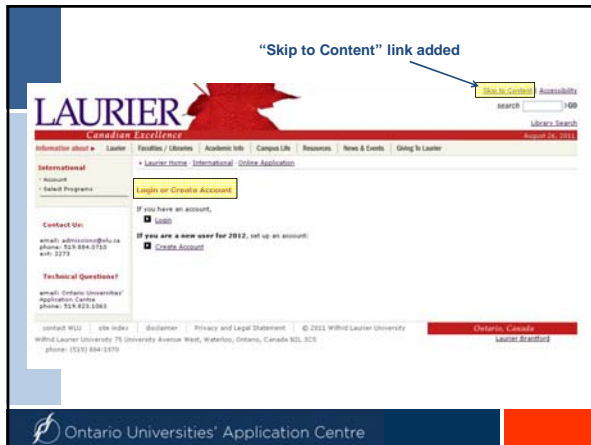 “Skip to Content” link added
Skip to Content | Accessibility
LAURIER
search >GO
Library Search
Canadian Excellence
August 26, 2011
Information about ▸ Laurier Faculties / Libraries Academic Info Campus Life Resources News & Events Giving To Laurier
International
• Laurier Home · International · Online Application
- Account
- Select Programs
Login or Create Account
If you have an account,
Login
If you are a new user for 2012, set up an account:
Create Account
Contact Us:
email: admissions@wlu.ca
phone: 519.884.0710
ext: 3273
Technical Questions?
email: Ontario Universities'
Application Centre
phone: 519.823.1063
contact WLU site index disclaimer Privacy and Legal Statement © 2011 Wilfrid Laurier University
Ontario, Canada
Wilfrid Laurier University 75 University Avenue West, Waterloo, Ontario, Canada N2L 3C5
Laurier Brantford
phone: (519) 884-1970
Ontario Universities' Application Centre